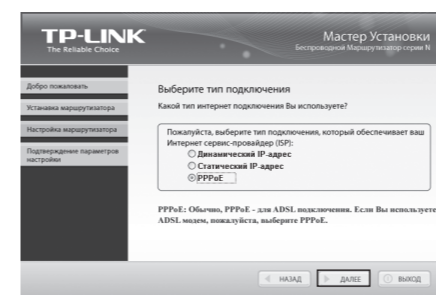 TP-LINK
The Reliable Choice
Мастер Установки
Беспроводной Маршрутизатор серии N
Добро пожаловать
Устанавка маршрутизатора
Настройка маршрутизатора
Подтверждение параметров
настройки
Выберите тип подключения
Какой тип интернет подключения Вы используете?
Пожалуйста, выберите тип подключения, который обеспечивает ваш
Интернет сервис-провайдер (ISP):
Динамический IP-адрес
Статический IP-адрес
PPPoE
PPPoE: Обычно, PPPoE - для ADSL подключения. Если Вы используете
ADSL модем, пожалуйста, выберите PPPoE.
НАЗАД
ДАЛЕЕ
ВЫХОД